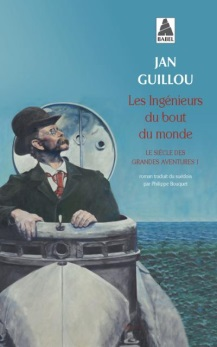 BABEL
JAN
GUILLOU
Les Ingénieurs
du bout
du monde
LE SIÈCLE DES
GRANDES AVENTURES I
roman traduit du suédois
par Philippe Bouquet